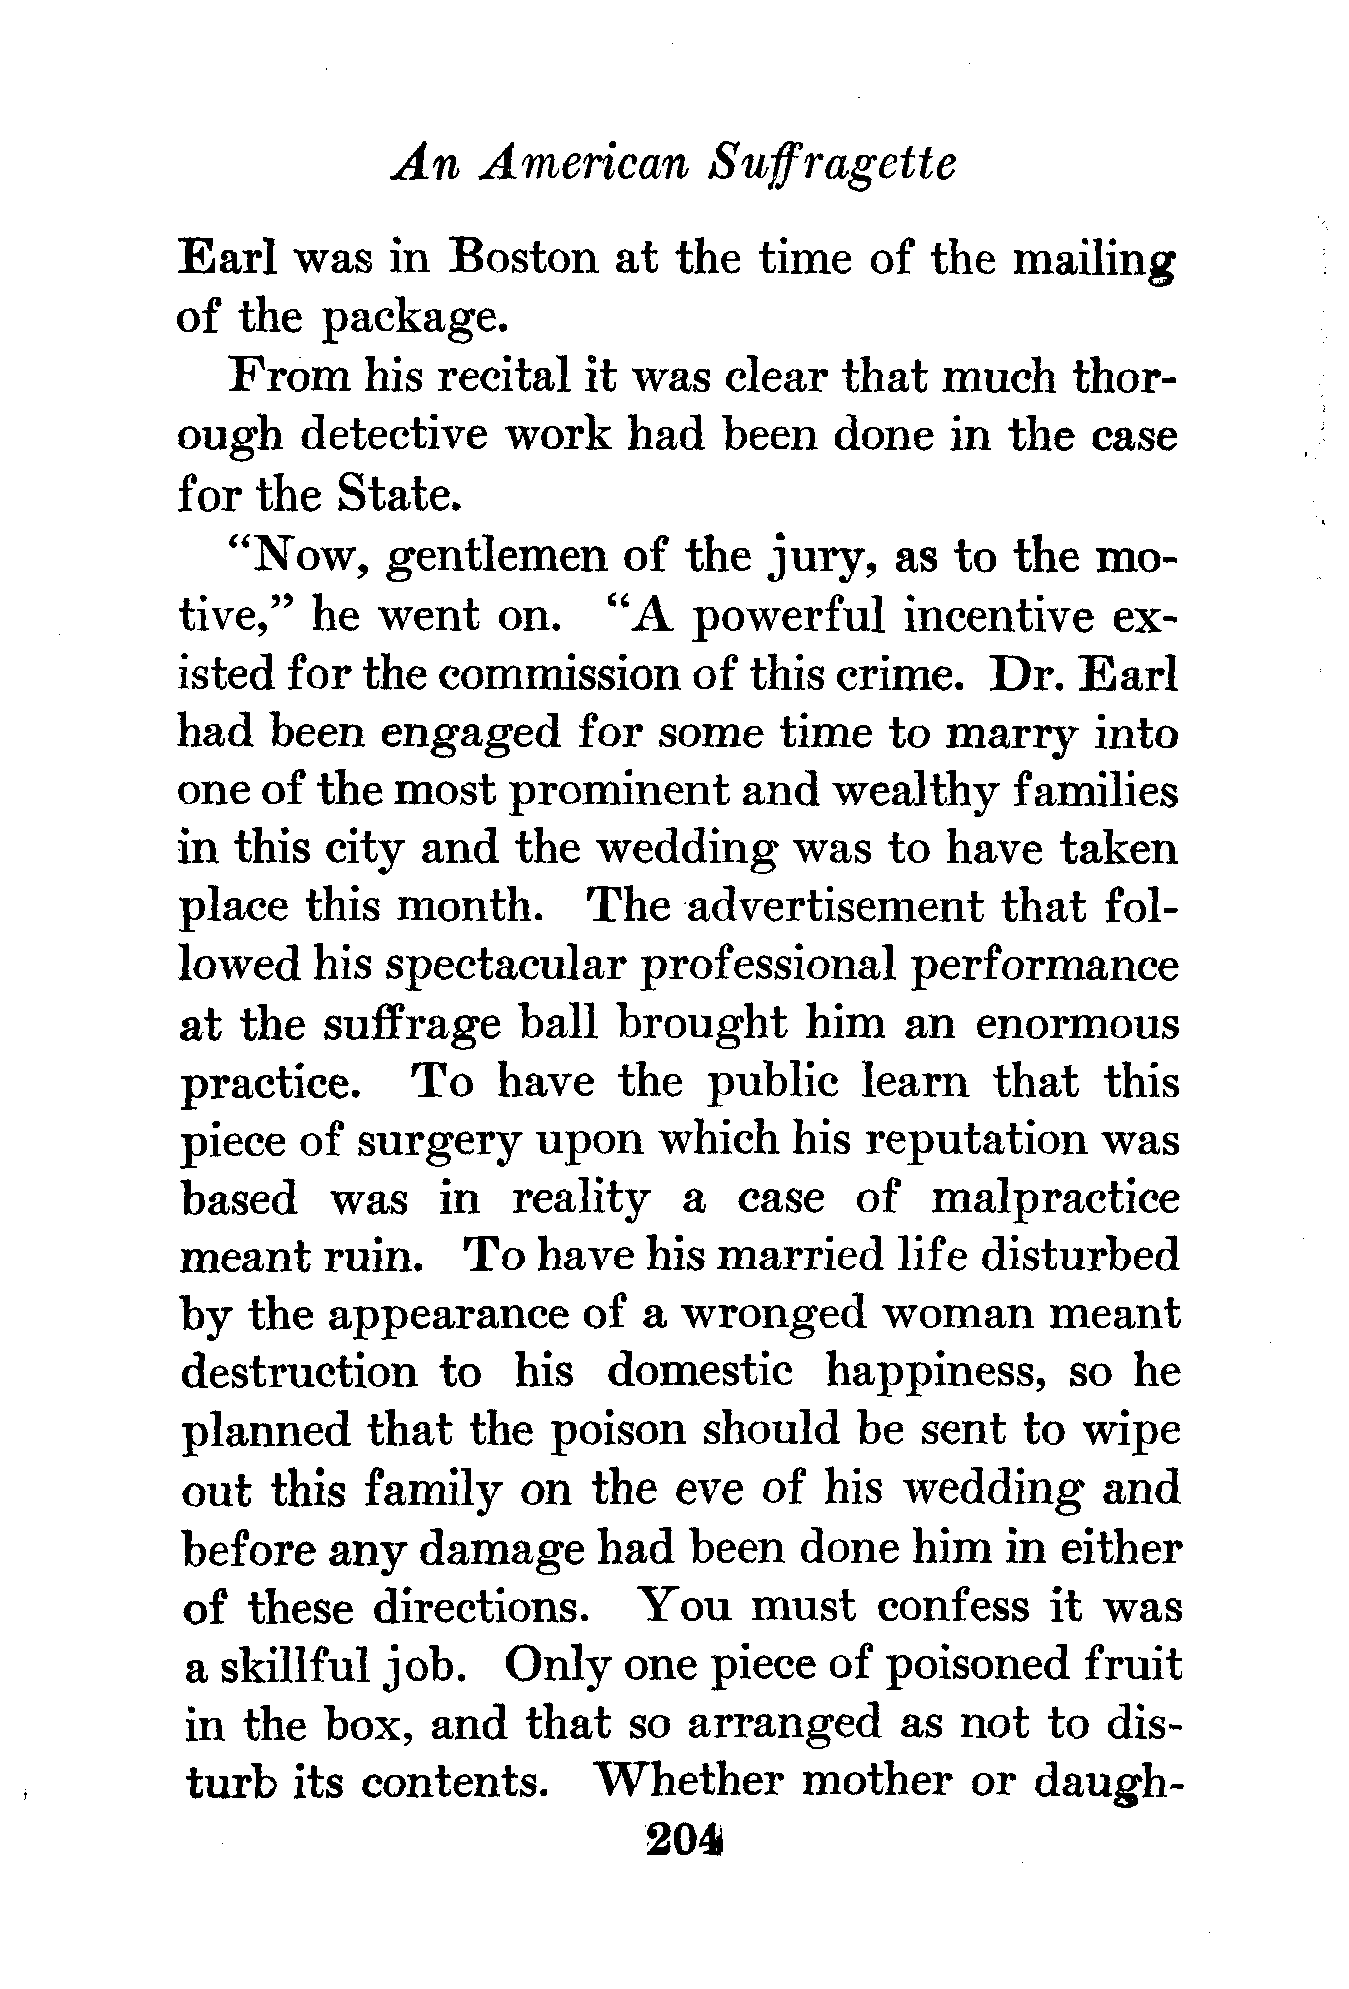 An American Suffragette
Earl was in Boston at the time of the mailing
of the package.
From his recital it was clear that much thor-
ough detective work had been done in the case
for the State.
“Now, gentlemen of the jury, as to the mo-
tive,” he went on. “A powerful incentive ex-
isted for the commission of this crime. Dr. Earl
had been engaged for some time to marry into
one of the most prominent and wealthy families
in this city and the wedding was to have taken
place this month. The advertisement that fol-
lowed his spectacular professional performance
at the suffrage ball brought him an enormous
practice. To have the public learn that this
piece of surgery upon which his reputation was
based was in reality a case of malpractice
meant ruin. To have his married life disturbed
by the appearance of a wronged woman meant
destruction to his domestic happiness, so he
planned that the poison should be sent to wipe
out this family on the eve of his wedding and
before any damage had been done him in either
of these directions. You must confess it was
a skillful job. Only one piece of poisoned fruit
in the box, and that so arranged as not to dis-
turb its contents. Whether mother or daugh-
204